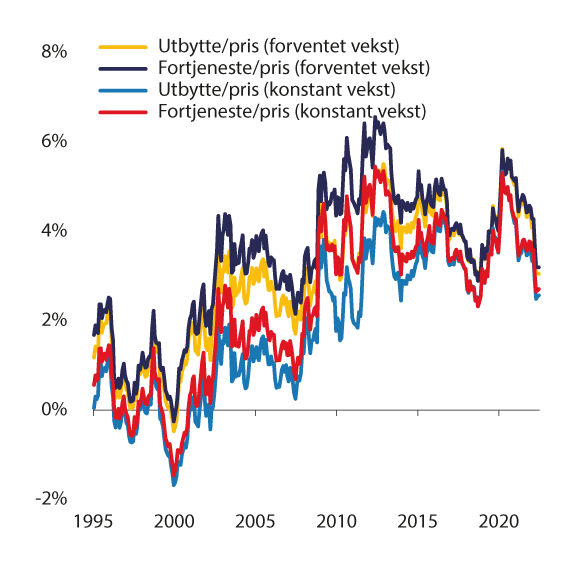 8%
Utbytte/pris (forventet vekst)
Fortjeneste/pris (forventet vekst)
Utbytte/pris (konstant vekst)
Fortjeneste/pris (konstant vekst)
6%
4%
2%
0%
-2%
1995 2000 2005 2010 2015 2020